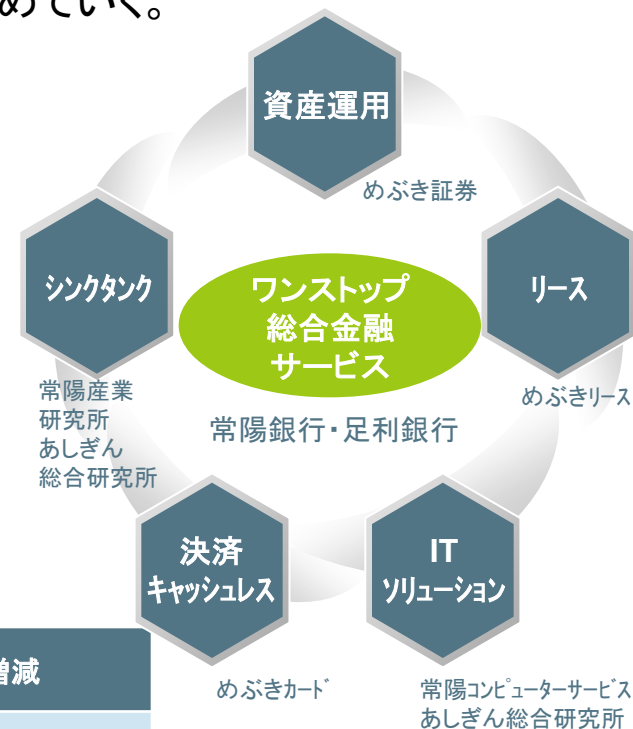 めていく。
資産運用
めぶき証券
シンクタンク
常陽産業
研究所
あしぎん
総合研究所
ワンストップ
総合金融
サービス
常陽銀行・足利銀行
リース
めぶきリース
決済
キャッシュレス
めぶきカード
IT
ソリューション
常陽コンピューターサービス
あしぎん総合研究所
増減